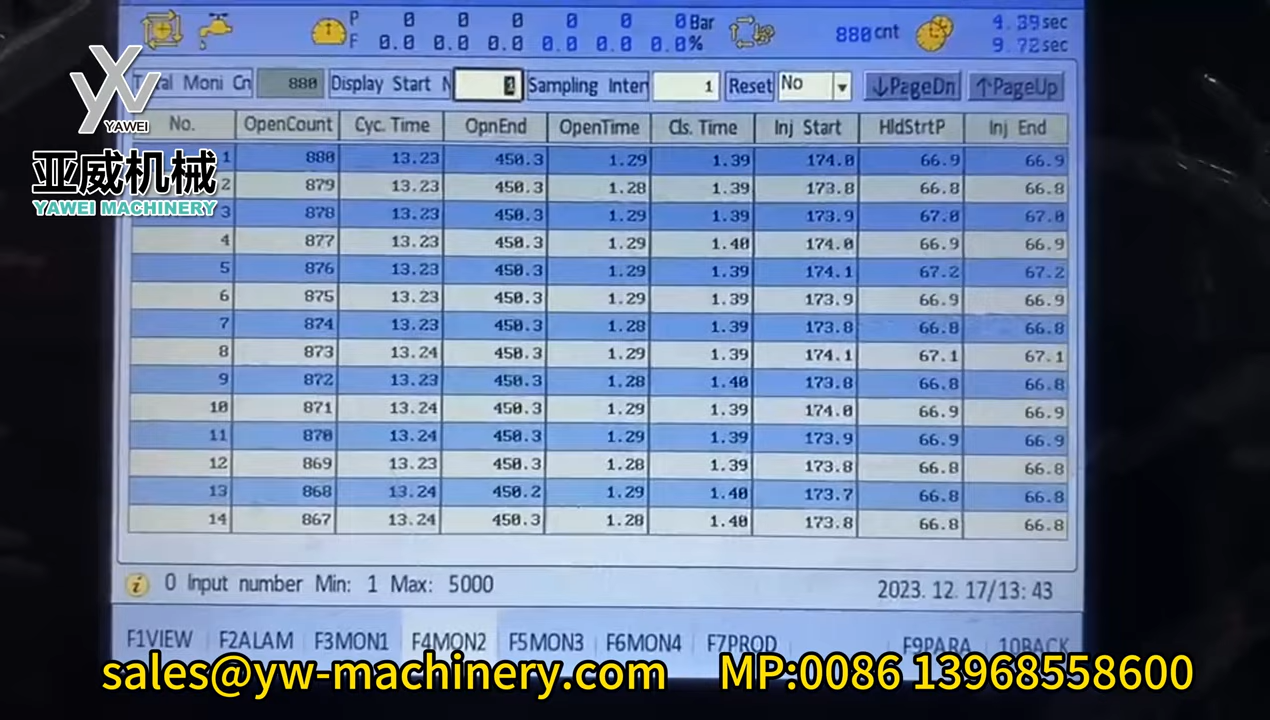 P 0 0 0 0 0 0Bar 4.39sec
F 0.0 0.0 0.0 0.0 0.0 0.0% 880cnt 9.72sec
Moni Cn 880 Display Start N 1 Sampling Inter 1 Reset No ↓PageDn ↑PageUp
YW
YAWEI
亚威机械
YAWEI MACHINERY
No. OpenCount Cyc. Time OpnEnd OpenTime Cls. Time Inj Start HldStrtP Inj End
1 880 13.23 450.3 1.29 1.39 174.0 66.9 66.9
2 879 13.23 450.3 1.28 1.39 173.8 66.8 66.8
3 878 13.23 450.3 1.29 1.39 173.9 67.0 67.0
4 877 13.23 450.3 1.29 1.40 174.0 66.9 66.9
5 876 13.23 450.3 1.29 1.39 174.1 67.2 67.2
6 875 13.23 450.3 1.29 1.39 173.9 66.9 66.9
7 874 13.23 450.3 1.28 1.39 173.8 66.8 66.8
8 873 13.24 450.3 1.29 1.39 174.1 67.1 67.1
9 872 13.23 450.3 1.28 1.40 173.8 66.8 66.8
10 871 13.24 450.3 1.29 1.39 174.0 66.9 66.9
11 870 13.24 450.3 1.29 1.39 173.9 66.9 66.9
12 869 13.23 450.3 1.28 1.39 173.8 66.8 66.8
13 868 13.24 450.2 1.29 1.40 173.7 66.8 66.8
14 867 13.24 450.3 1.28 1.40 173.8 66.8 66.8
i 0 Input number Min: 1 Max: 5000 2023. 12. 17/13: 43
F1VIEW F2ALAM F3MON1 F4MON2 F5MON3 F6MON4 F7PROD F9PARA 10BACK
sales@yw-machinery.com MP:0086 13968558600